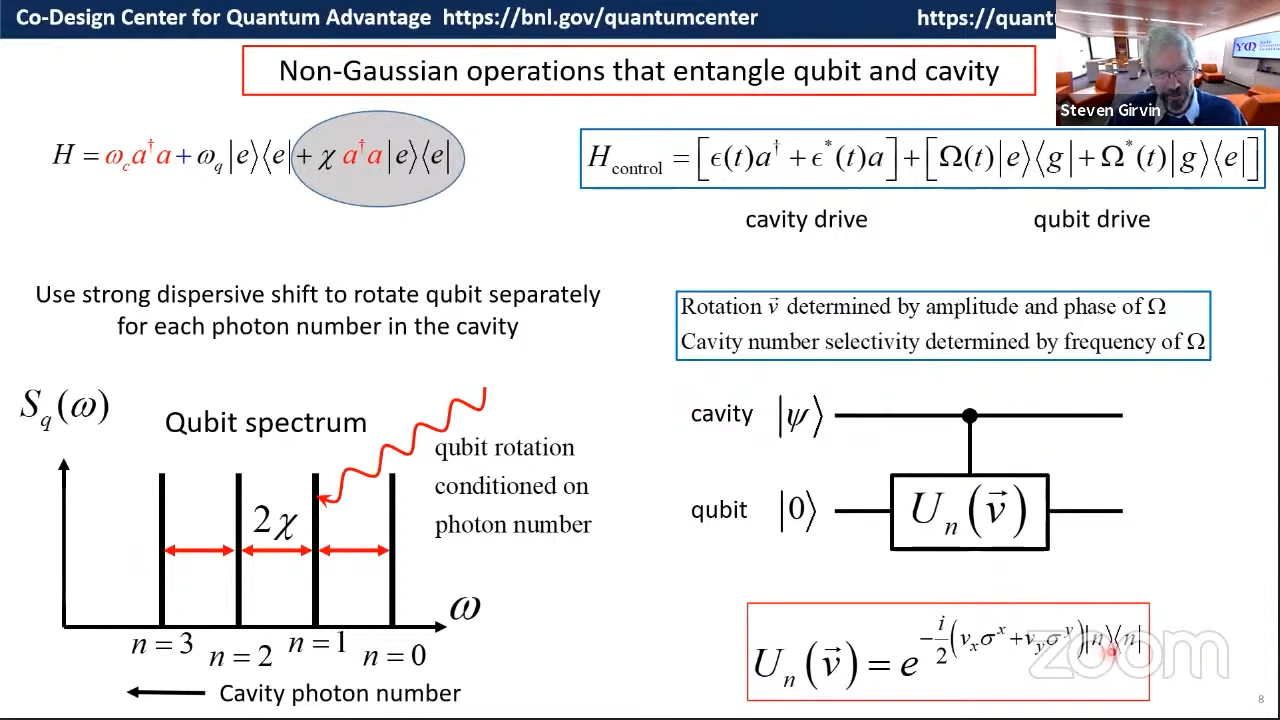 Co-Design Center for Quantum Advantage https://bnl.gov/quantumcenter https://quant
Steven Girvin
Non-Gaussian operations that entangle qubit and cavity
H = ω_c a†a + ω_q |e⟩⟨e| + χ a†a |e⟩⟨e|
H_control = [ϵ(t)a† + ϵ*(t)a] + [Ω(t)|e⟩⟨g| + Ω*(t)|g⟩⟨e|]
cavity drive
qubit drive
Use strong dispersive shift to rotate qubit separately
for each photon number in the cavity
Rotation v⃗ determined by amplitude and phase of Ω
Cavity number selectivity determined by frequency of Ω
S_q(ω)
Qubit spectrum
qubit rotation
conditioned on
photon number
2χ
ω
n = 3
n = 2
n = 1
n = 0
Cavity photon number
cavity |ψ⟩
qubit |0⟩
U_n(v⃗)
U_n(v⃗) = e^{-i/2 (v_x σ^x + v_y σ^y)|n⟩⟨n|}
zoom
8